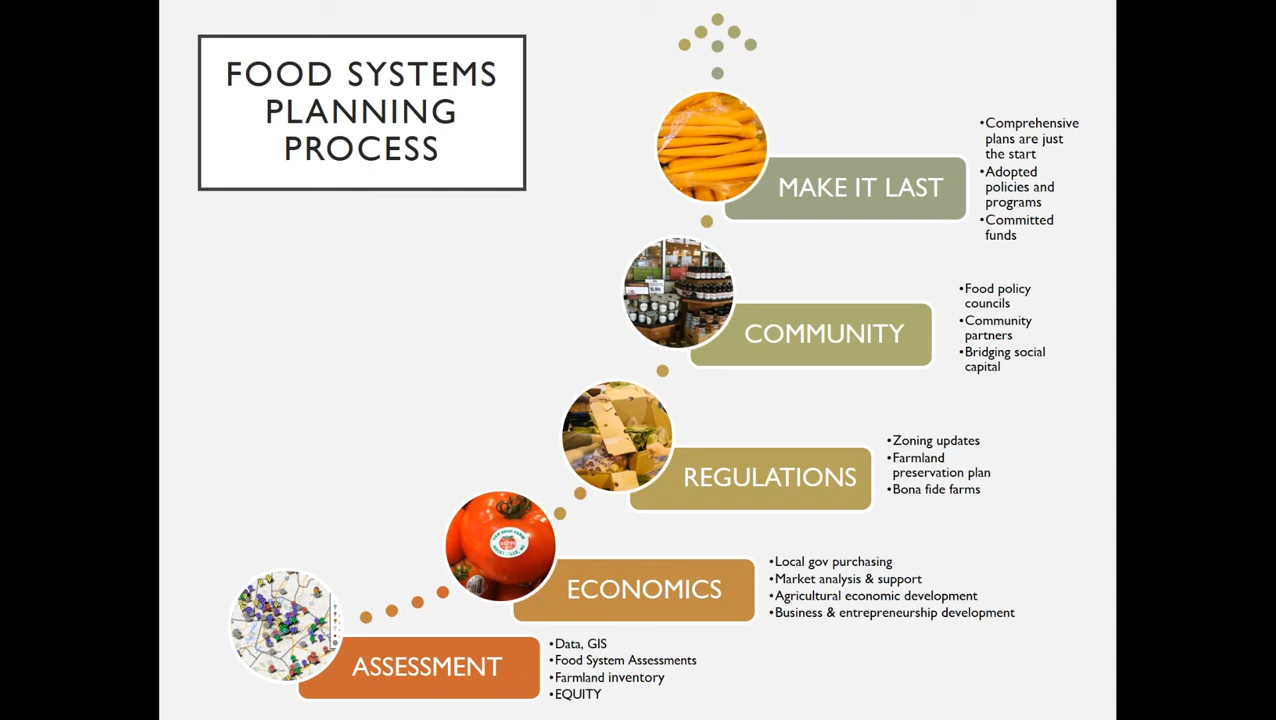 FOOD SYSTEMS
PLANNING
PROCESS
MAKE IT LAST
•Comprehensive
plans are just
the start
•Adopted
policies and
programs
•Committed
funds
COMMUNITY
•Food policy
councils
•Community
partners
•Bridging social
capital
REGULATIONS
•Zoning updates
•Farmland
preservation plan
•Bona fide farms
ECONOMICS
•Local gov purchasing
•Market analysis & support
•Agricultural economic development
•Business & entrepreneurship development
ASSESSMENT
•Data, GIS
•Food System Assessments
•Farmland inventory
•EQUITY